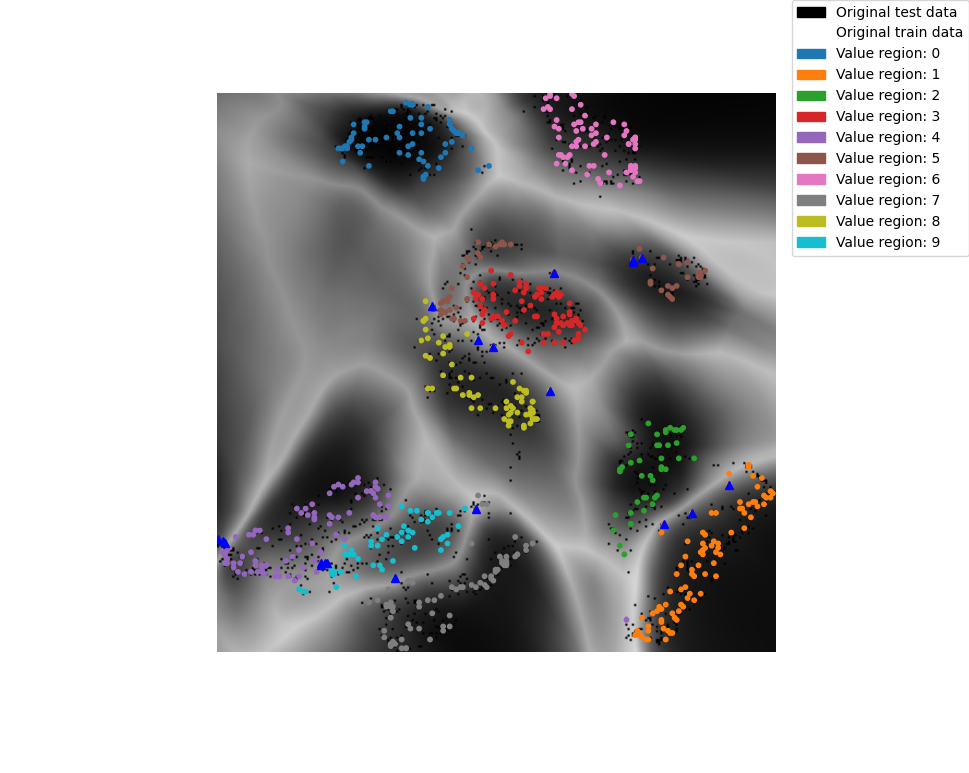 Original test data
Original train data
Value region: 0
Value region: 1
Value region: 2
Value region: 3
Value region: 4
Value region: 5
Value region: 6
Value region: 7
Value region: 8
Value region: 9